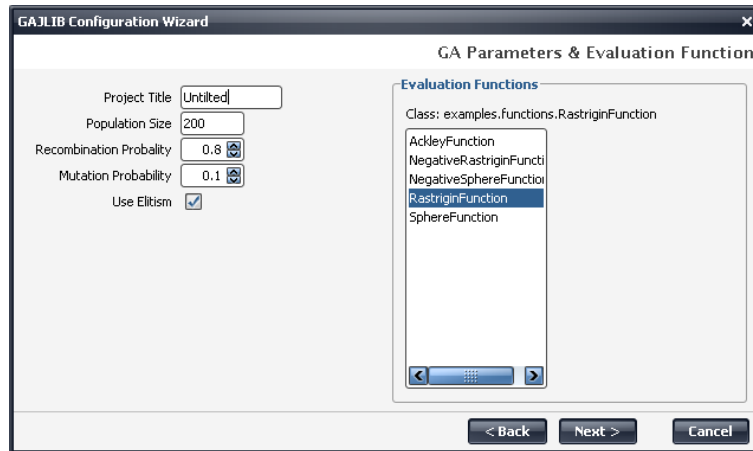 GAJLIB Configuration Wizard
GA Parameters & Evaluation Function
Project Title Untilted
Population Size 200
Recombination Probality 0.8
Mutation Probability 0.1
Use Elitism
Evaluation Functions
Class: examples.functions.RastriginFunction
AckleyFunction
NegativeRastriginFuncti
NegativeSphereFunction
RastriginFunction
SphereFunction
< Back Next > Cancel